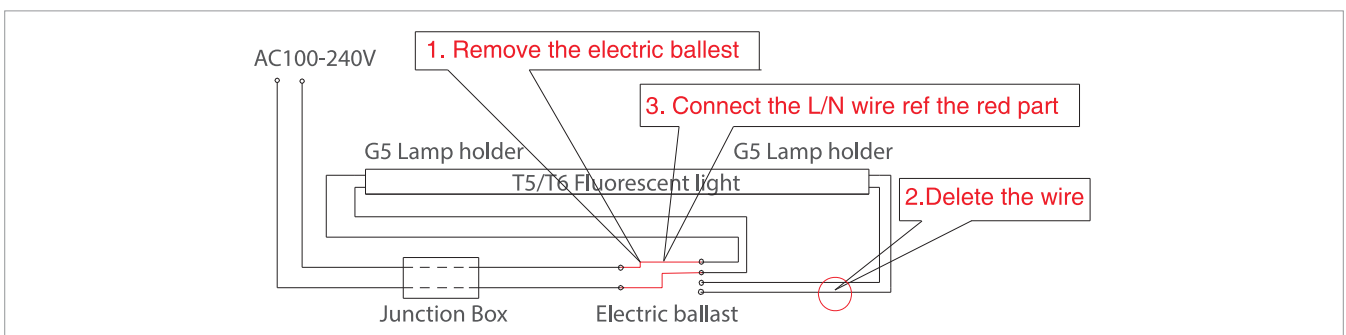 1. Remove the electric ballest
AC100-240V
3. Connect the L/N wire ref the red part
G5 Lamp holder
G5 Lamp holder
T5/T6 Fluorescent light
2.Delete the wire
Junction Box
Electric ballast